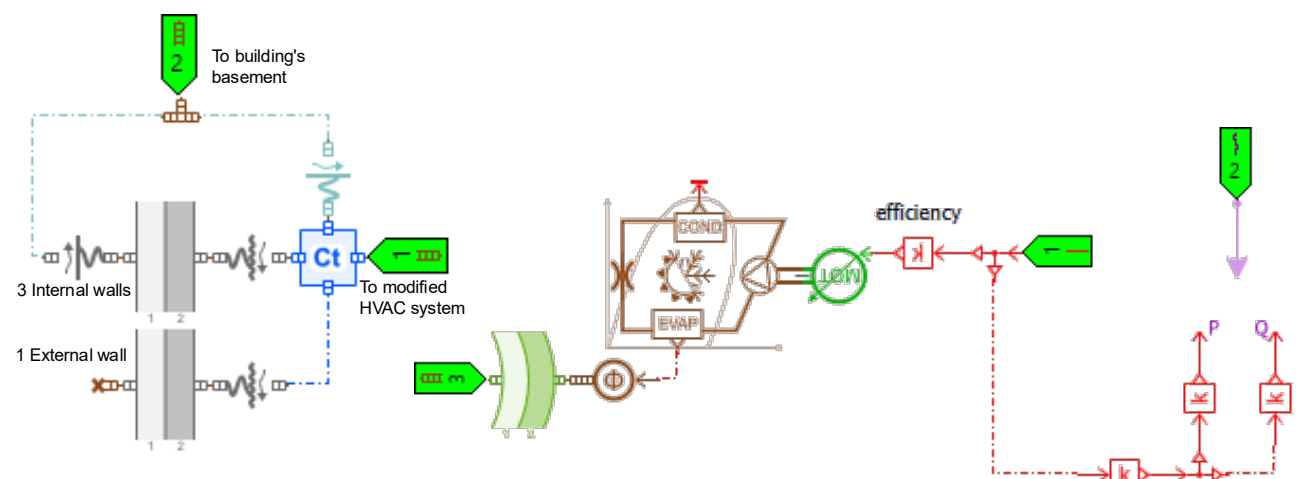 2
To building's
basement
Ct
1
To modified
HVAC system
3 Internal walls
1 2
1 External wall
1 2
3
COND
EVAP
MOT
Φ
efficiency
k
1
2
P
Q
k
k
k